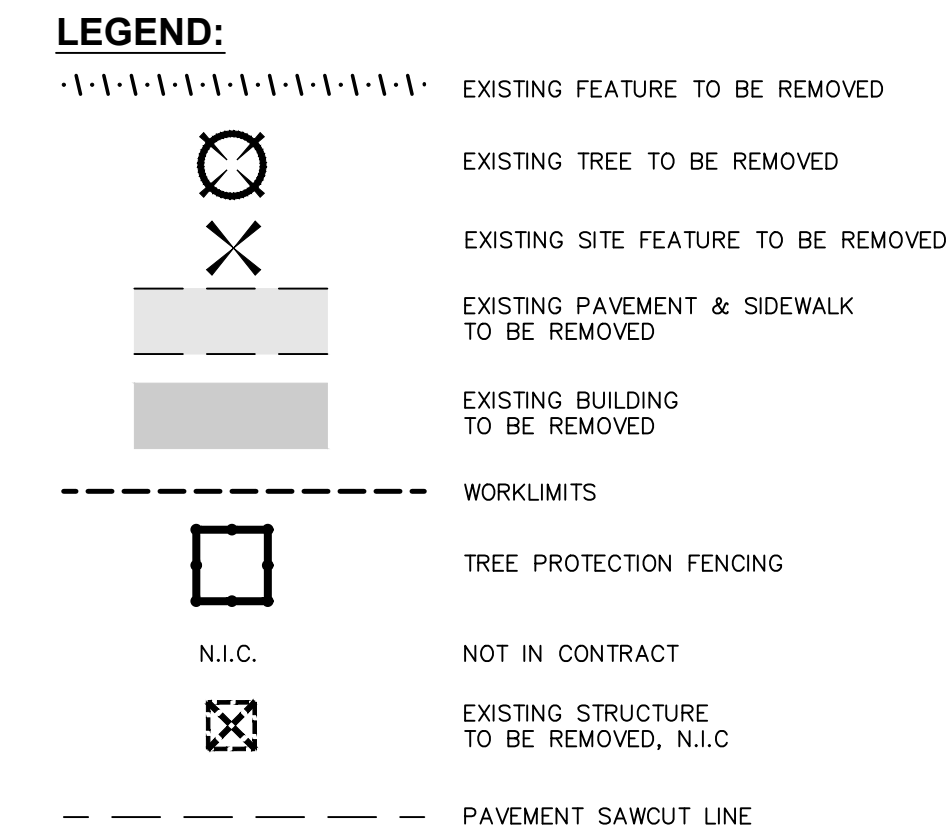 LEGEND:
EXISTING FEATURE TO BE REMOVED
EXISTING TREE TO BE REMOVED
EXISTING SITE FEATURE TO BE REMOVED
EXISTING PAVEMENT & SIDEWALK
TO BE REMOVED
EXISTING BUILDING
TO BE REMOVED
WORKLIMITS
TREE PROTECTION FENCING
N.I.C. NOT IN CONTRACT
EXISTING STRUCTURE
TO BE REMOVED, N.I.C
PAVEMENT SAWCUT LINE